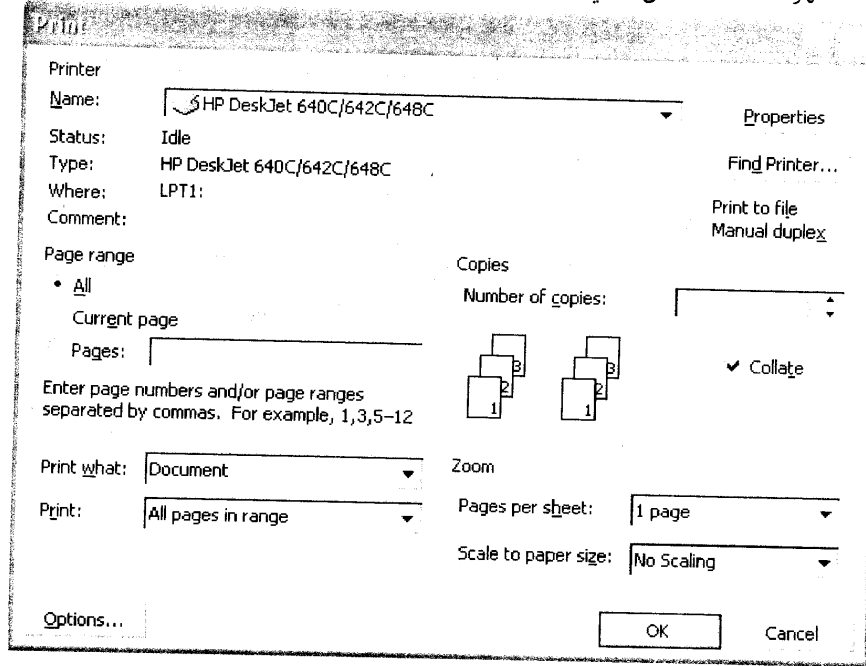 Print
Printer
Name: HP DeskJet 640C/642C/648C Properties
Status: Idle
Type: HP DeskJet 640C/642C/648C Find Printer...
Where: LPT1:
Comment: Print to file
Manual duplex
Page range
All
Current page
Pages:
Enter page numbers and/or page ranges
separated by commas. For example, 1,3,5-12
Copies
Number of copies:
3 3
2 2
1 1
Collate
Print what: Document
Print: All pages in range
Zoom
Pages per sheet: 1 page
Scale to paper size: No Scaling
Options... OK Cancel